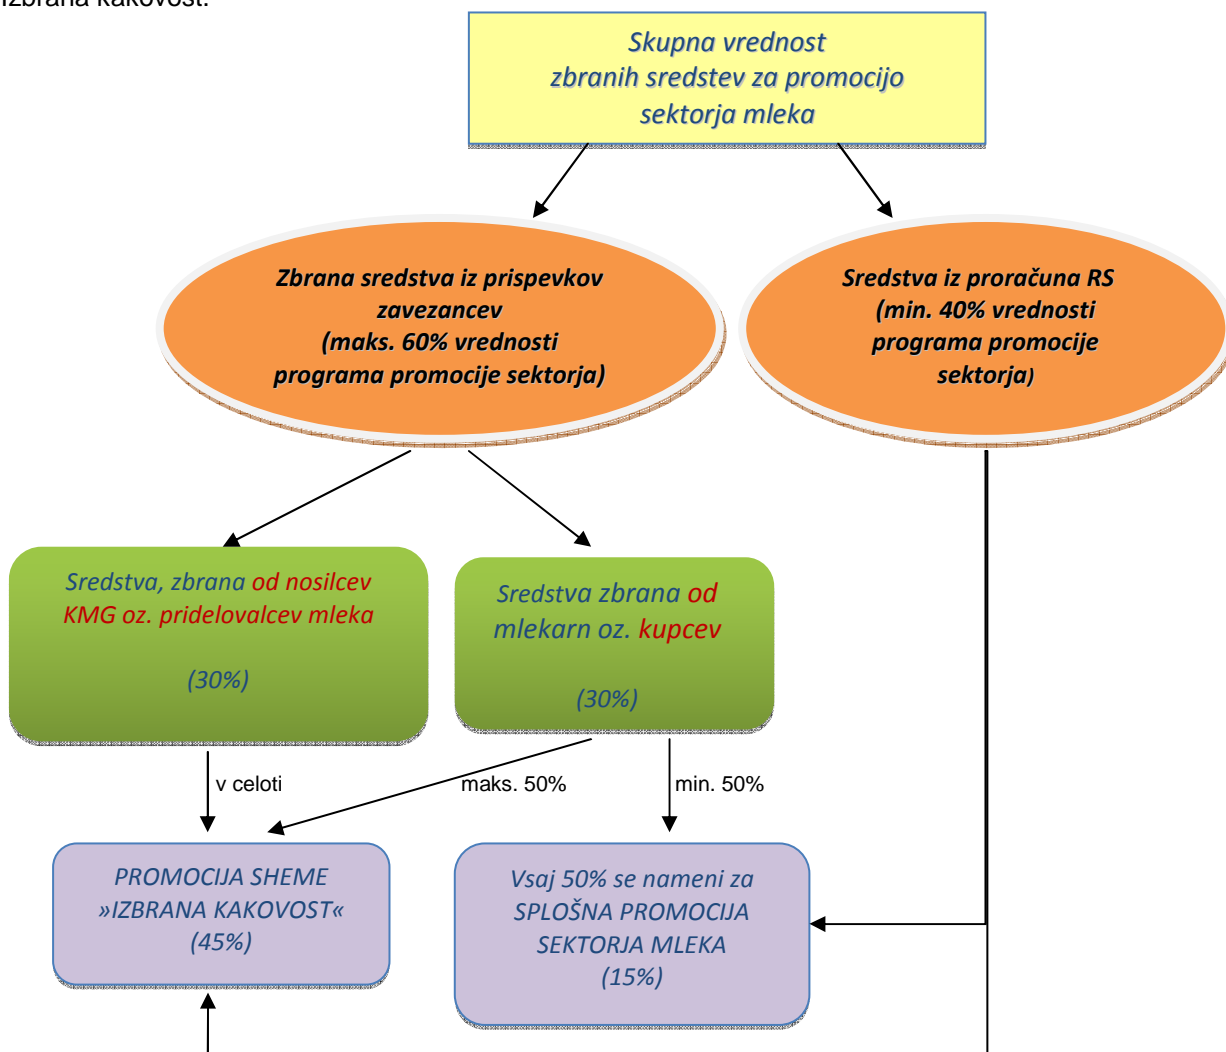 Izbrana kakovost.
Skupna vrednost
zbranih sredstev za promocijo
sektorja mleka
Zbrana sredstva iz prispevkov
zavezancev
(maks. 60% vrednosti
programa promocije sektorja)
Sredstva iz proračuna RS
(min. 40% vrednosti
programa promocije
sektorja)
Sredstva, zbrana od nosilcev
KMG oz. pridelovalcev mleka
(30%)
Sredstva zbrana od
mlekarn oz. kupcev
(30%)
v celoti
maks. 50%
min. 50%
PROMOCIJA SHEME
»IZBRANA KAKOVOST«
(45%)
Vsaj 50% se nameni za
SPLOŠNA PROMOCIJA
SEKTORJA MLEKA
(15%)